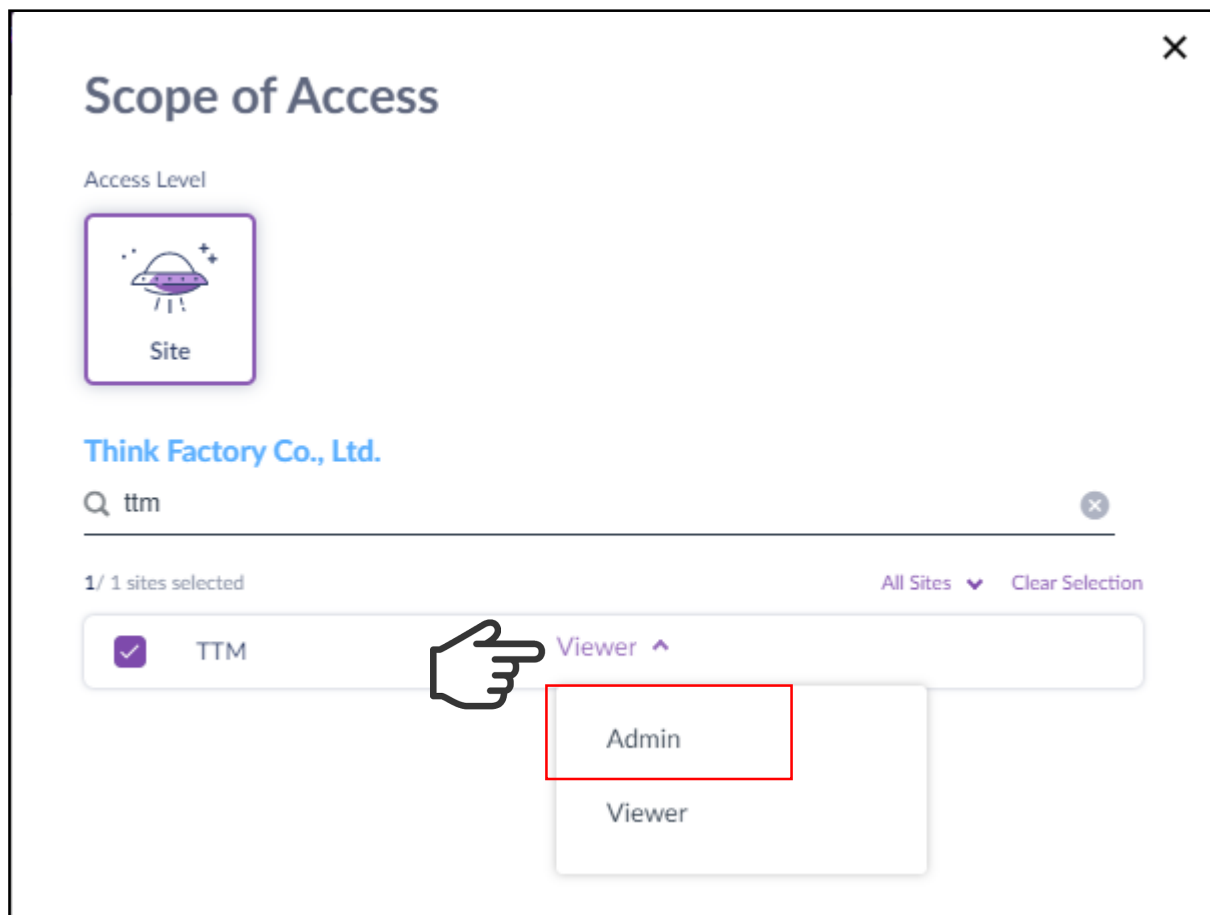 Scope of Access
Access Level
Site
Think Factory Co., Ltd.
ttm
1/ 1 sites selected All Sites Clear Selection
TTM Viewer
Admin
Viewer